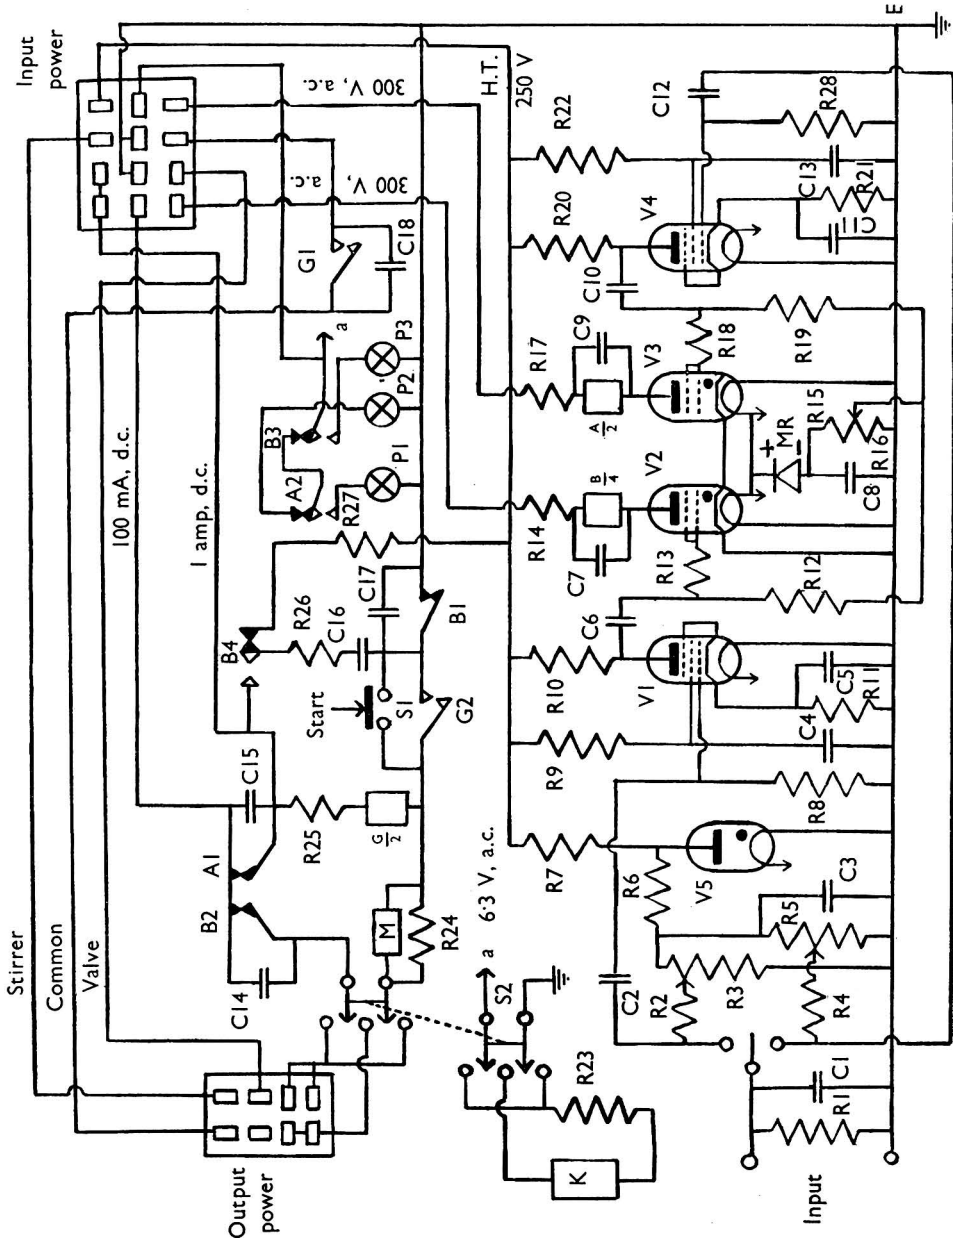 Input
power
Stirrer
Common
Valve
Output
power
100 mA, d.c.
1 amp, d.c.
300 V, a.c.
300 V, a.c.
G1
C18
a
B3
A2
P3
P2
P1
R27
B4
R26
C16
C17
Start
S1
B1
G2
C15
R25
G
2
A1
B2
C14
M
R24
a 6·3 V, a.c.
S2
R23
K
H.T.
250 V
R22
R20
R17
C9
A
2
R14
C7
B
4
R10
R9
R7
C12
V4
C10
V3
V2
C6
V1
R18
R13
R28
C13
R21
C11
R19
R15
MR
R16
C8
R12
C5
R11
C4
R8
V5
R6
C3
R5
C2
R2
R3
R4
C1
R1
Input
E